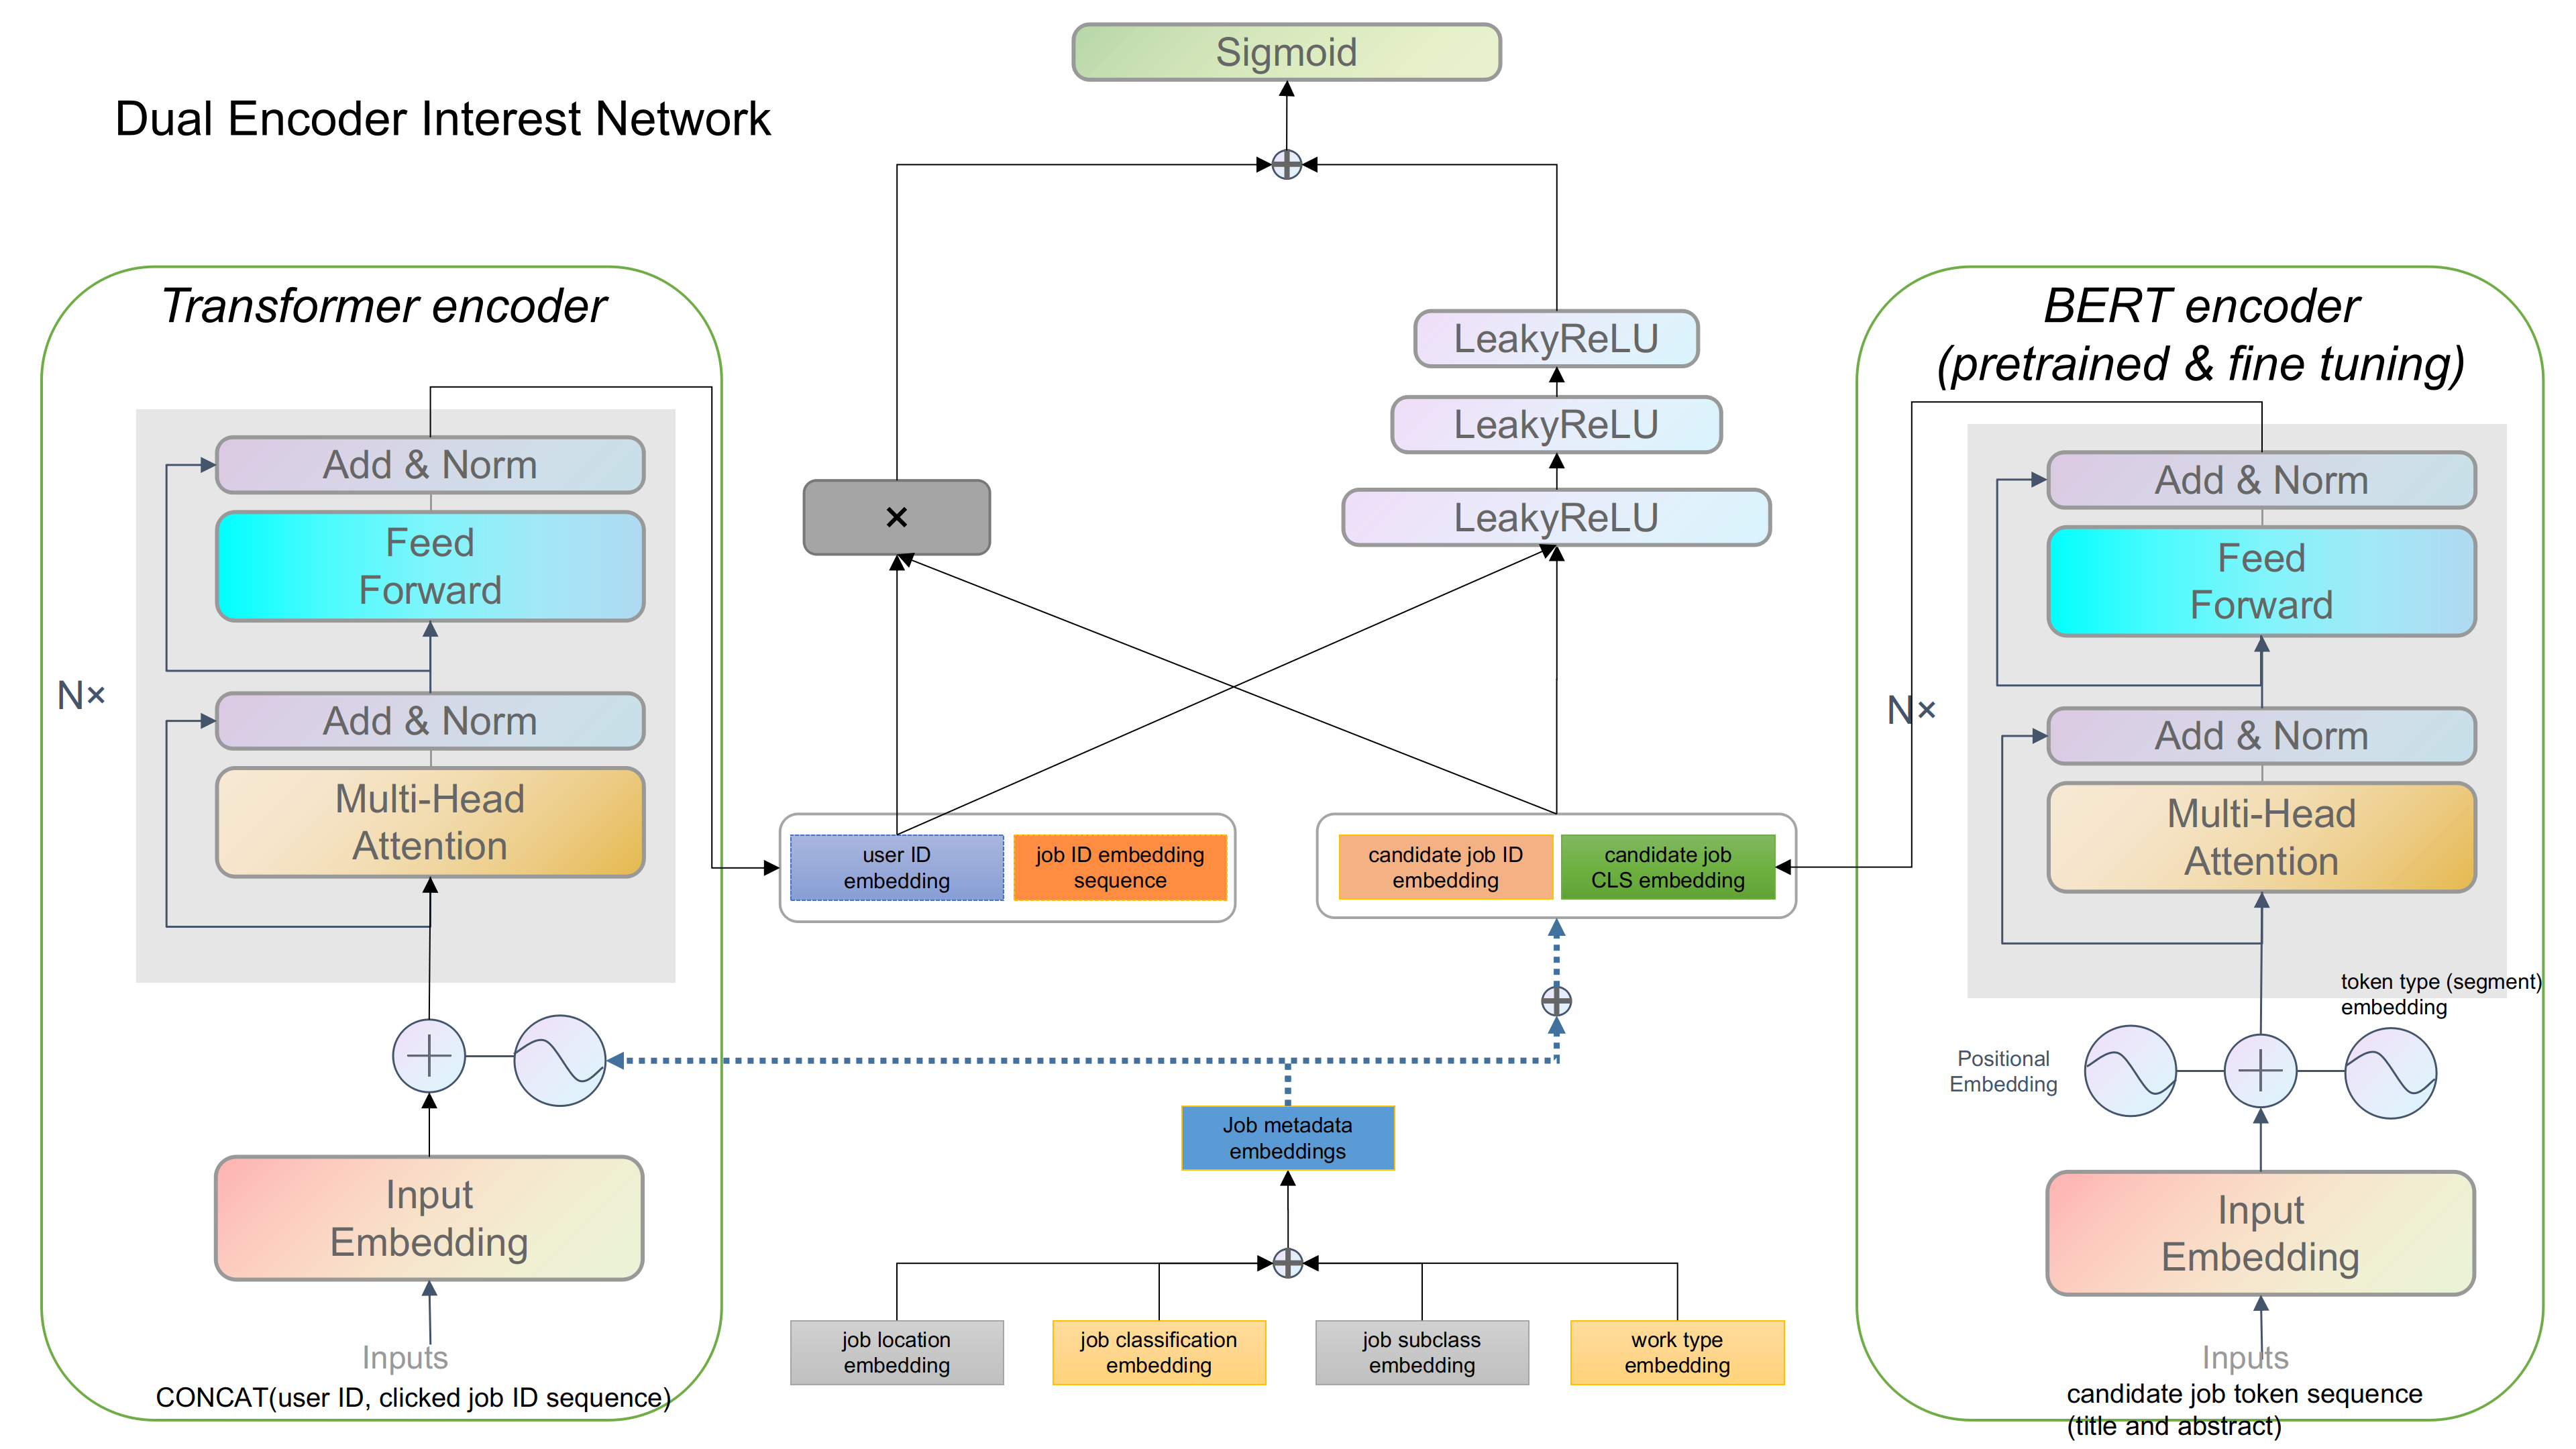 Sigmoid
Dual Encoder Interest Network
Transformer encoder
Add & Norm
Feed
Forward
N×
Add & Norm
Multi-Head
Attention
Input
Embedding
Inputs
CONCAT(user ID, clicked job ID sequence)
LeakyReLU
LeakyReLU
×
LeakyReLU
user ID
embedding
job ID embedding
sequence
candidate job ID
embedding
candidate job
CLS embedding
Job metadata
embeddings
job location
embedding
job classification
embedding
job subclass
embedding
work type
embedding
BERT encoder
(pretrained & fine tuning)
Add & Norm
Feed
Forward
N×
Add & Norm
Multi-Head
Attention
token type (segment)
embedding
Positional
Embedding
Input
Embedding
Inputs
candidate job token sequence
(title and abstract)